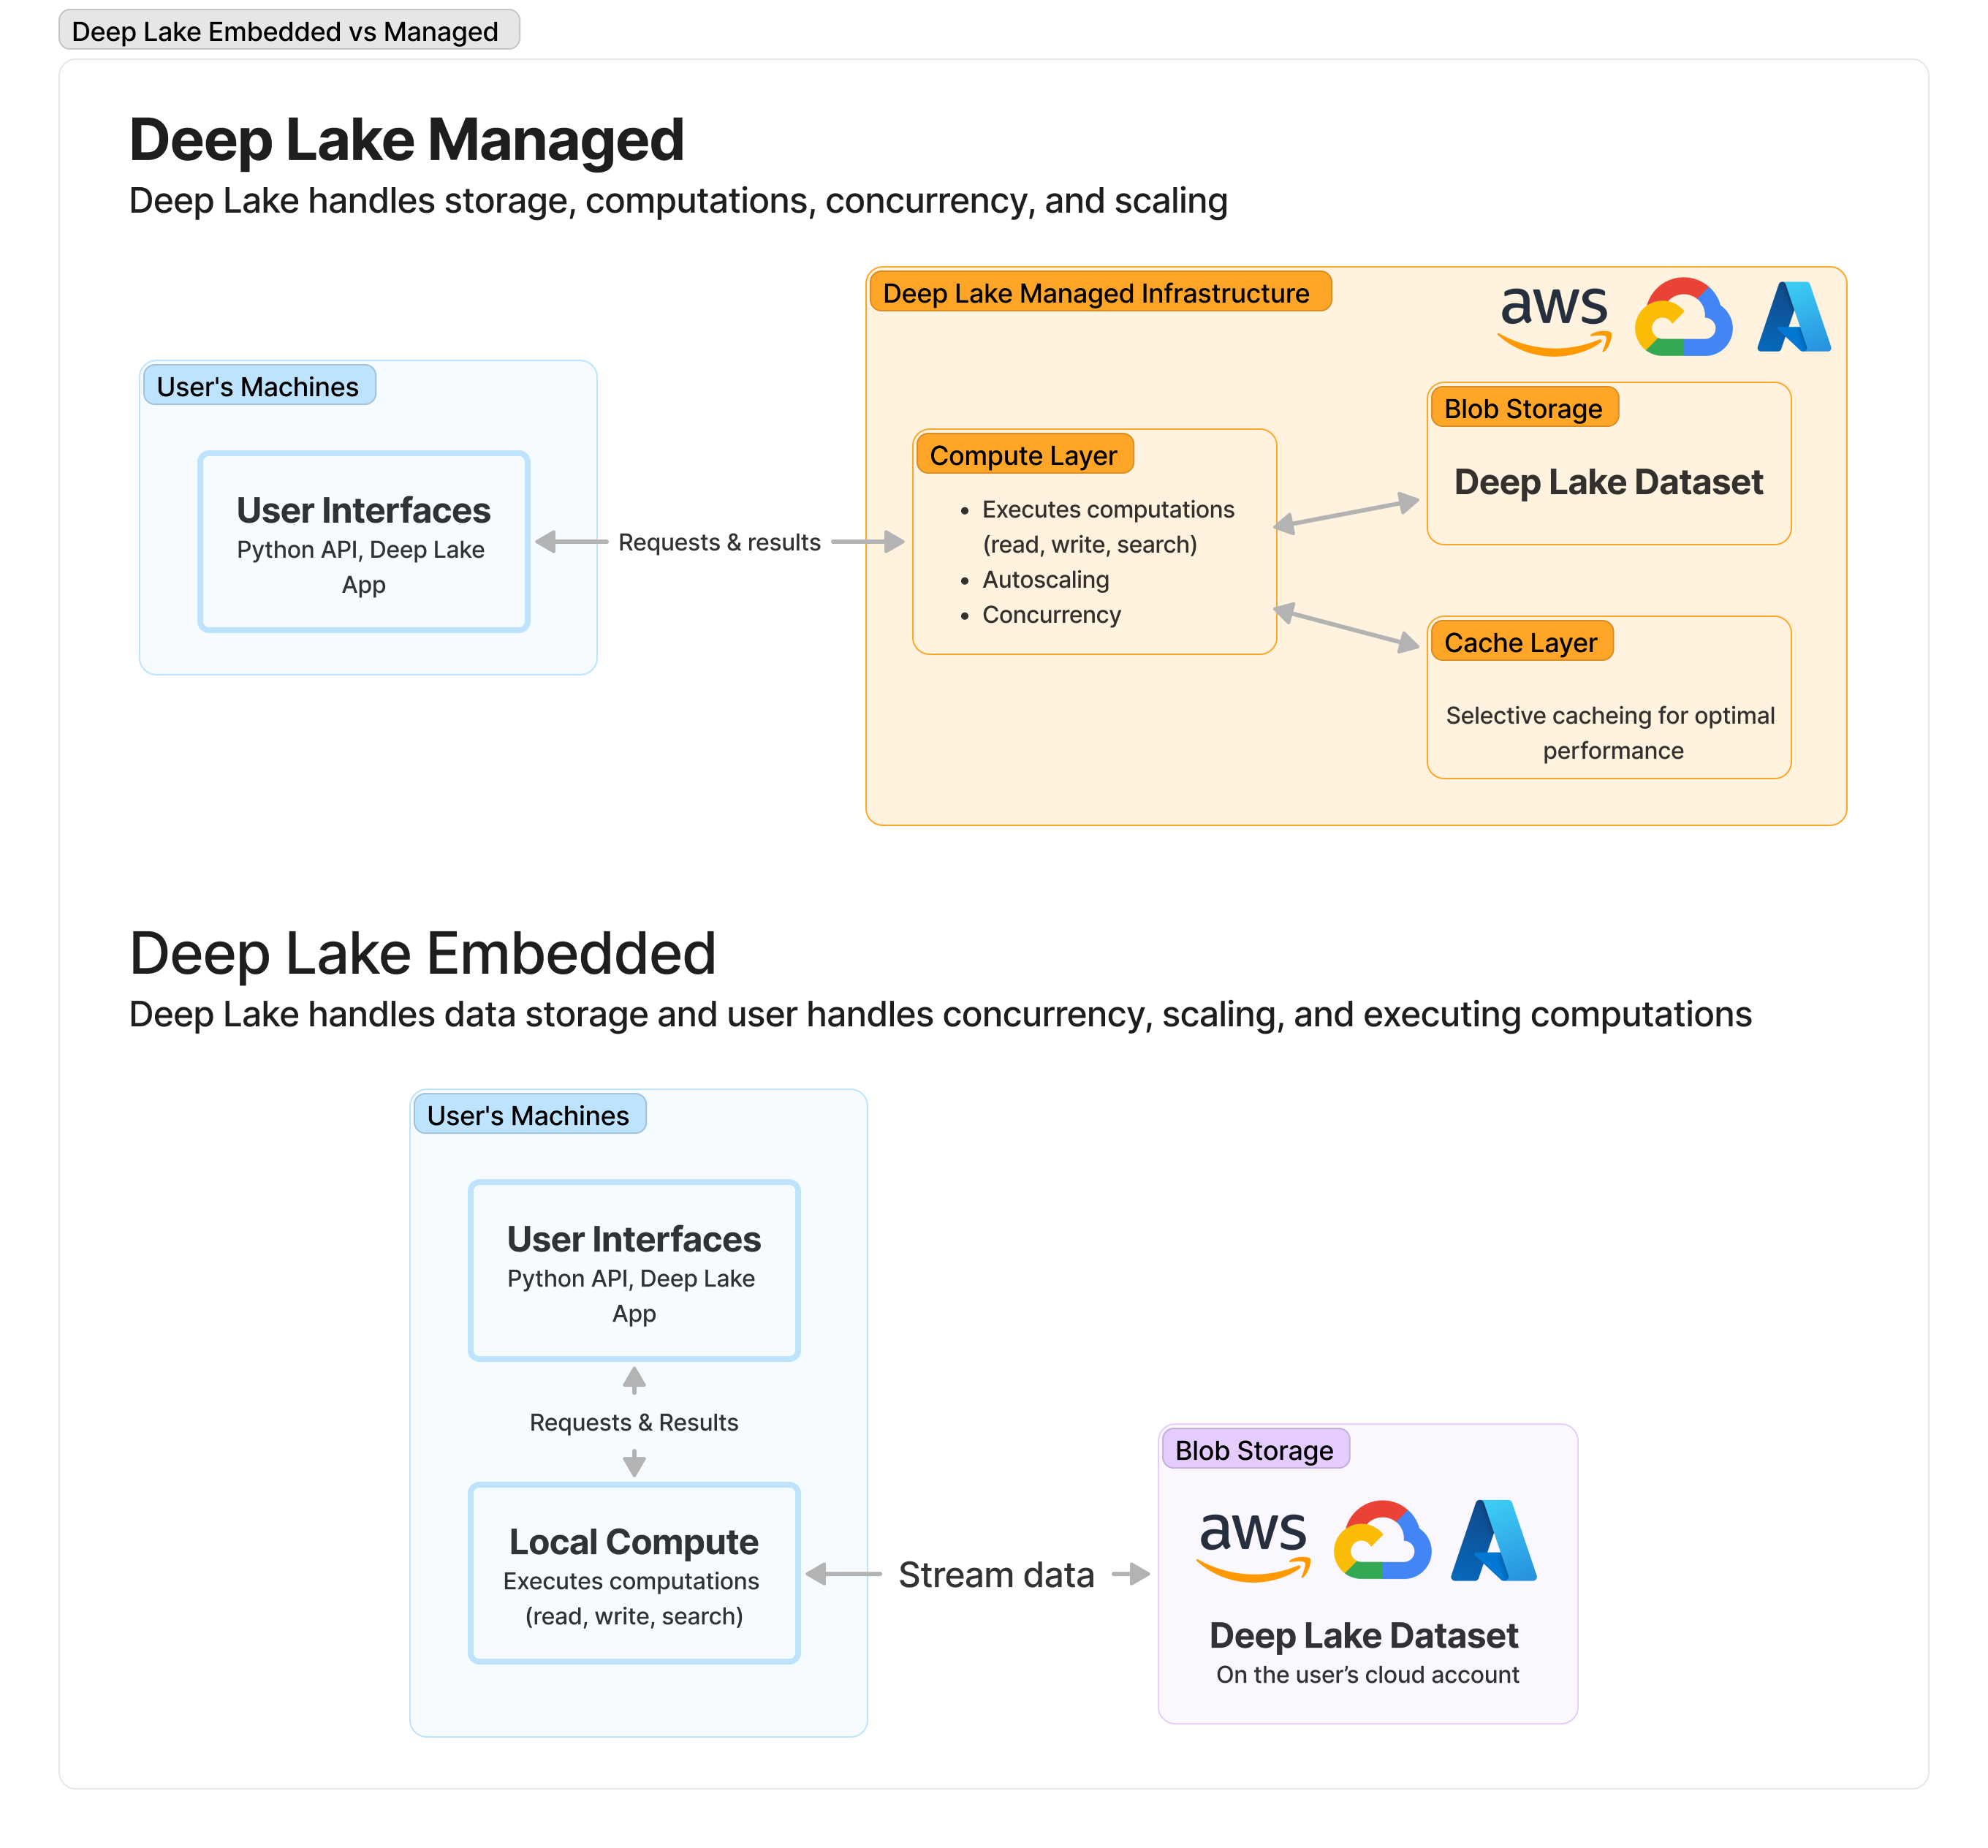 Deep Lake Embedded vs Managed
Deep Lake Managed
Deep Lake handles storage, computations, concurrency, and scaling
Deep Lake Managed Infrastructure
aws
User's Machines
User Interfaces
Python API, Deep Lake
App
Requests & results
Compute Layer
• Executes computations
(read, write, search)
• Autoscaling
• Concurrency
Blob Storage
Deep Lake Dataset
Cache Layer
Selective cacheing for optimal
performance
Deep Lake Embedded
Deep Lake handles data storage and user handles concurrency, scaling, and executing computations
User's Machines
User Interfaces
Python API, Deep Lake
App
Requests & Results
Local Compute
Executes computations
(read, write, search)
Stream data
Blob Storage
aws
Deep Lake Dataset
On the user’s cloud account